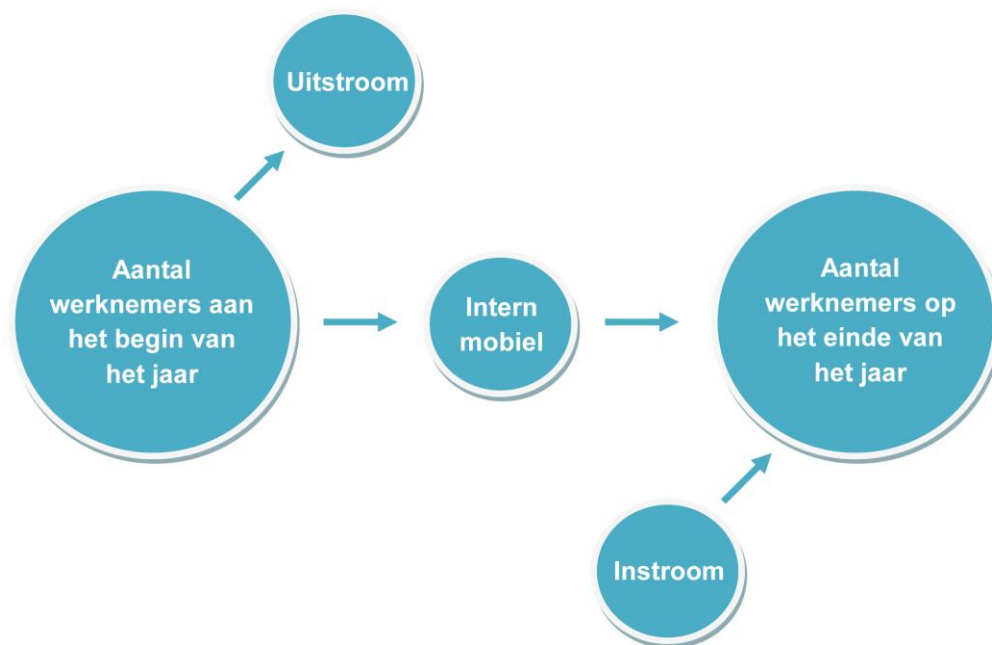 Uitstroom
Aantal
werknemers aan
het begin van
het jaar
Intern
mobiel
Aantal
werknemers op
het einde van
het jaar
Instroom